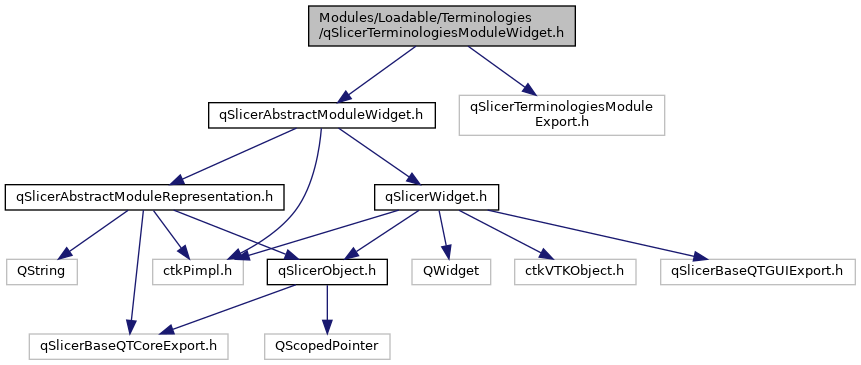 Modules/Loadable/Terminologies
/qSlicerTerminologiesModuleWidget.h
qSlicerAbstractModuleWidget.h
qSlicerTerminologiesModule
Export.h
qSlicerAbstractModuleRepresentation.h
qSlicerWidget.h
QString
ctkPimpl.h
qSlicerObject.h
QWidget
ctkVTKObject.h
qSlicerBaseQTGUIExport.h
qSlicerBaseQTCoreExport.h
QScopedPointer